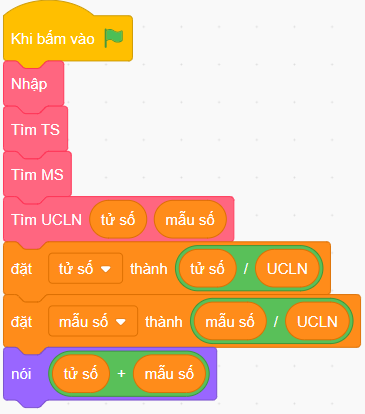 Khi bấm vào
Nhập
Tìm TS
Tìm MS
Tìm UCLN tử số mẫu số
đặt tử số thành tử số / UCLN
đặt mẫu số thành mẫu số / UCLN
nói tử số + mẫu số